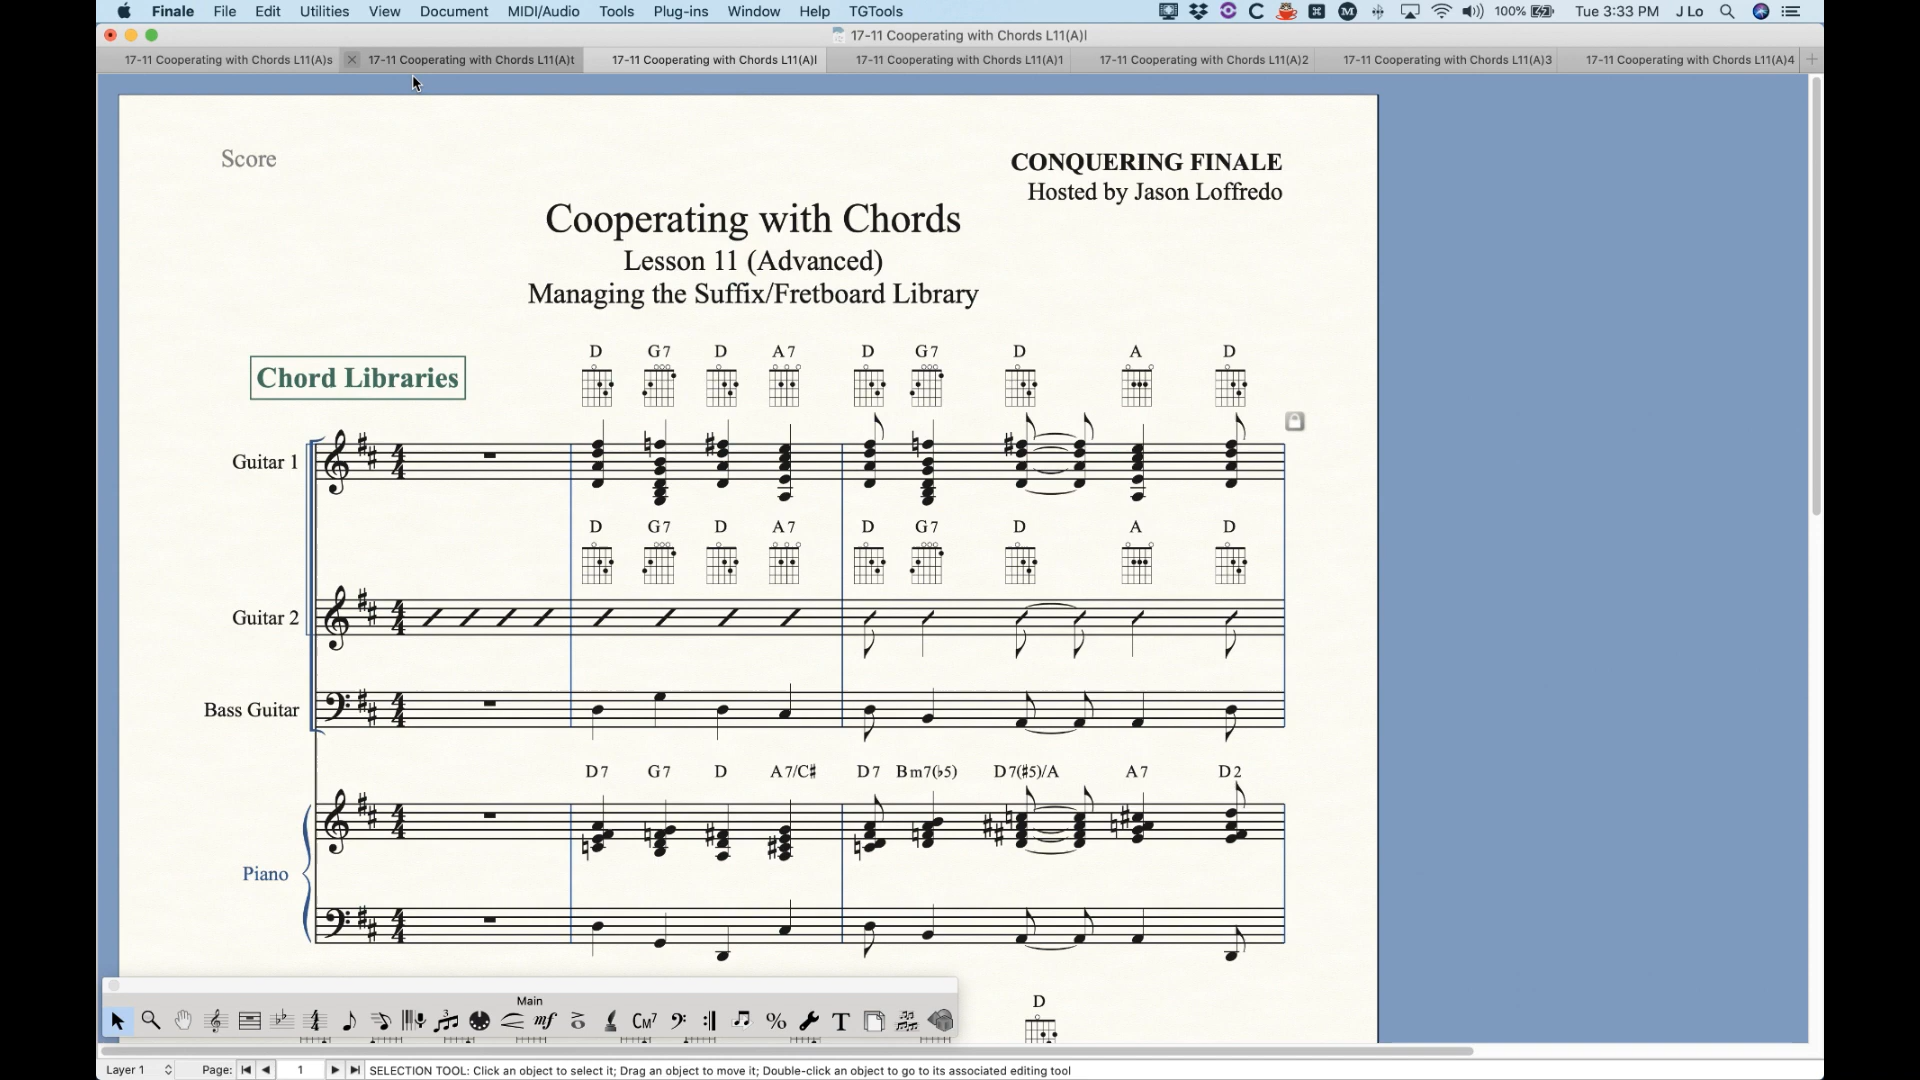 Finale File Edit Utilities View Document MIDI/Audio Tools Plug-ins Window Help TGTools 100% Tue 3:33 PM J Lo
17-11 Cooperating with Chords L11(A)l
17-11 Cooperating with Chords L11(A)s 17-11 Cooperating with Chords L11(A)t 17-11 Cooperating with Chords L11(A)l 17-11 Cooperating with Chords L11(A)1 17-11 Cooperating with Chords L11(A)2 17-11 Cooperating with Chords L11(A)3 17-11 Cooperating with Chords L11(A)4
Score
CONQUERING FINALE
Hosted by Jason Loffredo
Cooperating with Chords
Lesson 11 (Advanced)
Managing the Suffix/Fretboard Library
D G7 D A7 D G7 D A D
Chord Libraries
Guitar 1
D G7 D A7 D G7 D A D
Guitar 2
Bass Guitar
D7 G7 D A7/C♯ D7 Bm7(♭5) D7(♯5)/A A7 D2
Piano
D
Main
mf CM7 % T
Layer 1 Page: 1 SELECTION TOOL: Click an object to select it; Drag an object to move it; Double-click an object to go to its associated editing tool